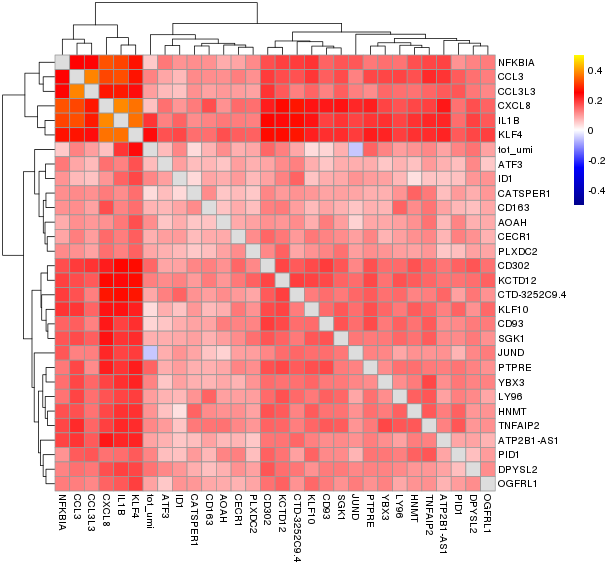 NFKBIA
CCL3
CCL3L3
CXCL8
IL1B
KLF4
tot_umi
ATF3
ID1
CATSPER1
CD163
AOAH
CECR1
PLXDC2
CD302
KCTD12
CTD-3252C9.4
KLF10
CD93
SGK1
JUND
PTPRE
YBX3
LY96
HNMT
TNFAIP2
ATP2B1-AS1
PID1
DPYSL2
OGFRL1
0.4
0.2
0
-0.2
-0.4
NFKBIA
CCL3
CCL3L3
CXCL8
IL1B
KLF4
tot_umi
ATF3
ID1
CATSPER1
CD163
AOAH
CECR1
PLXDC2
CD302
KCTD12
CTD-3252C9.4
KLF10
CD93
SGK1
JUND
PTPRE
YBX3
LY96
HNMT
TNFAIP2
ATP2B1-AS1
PID1
DPYSL2
OGFRL1